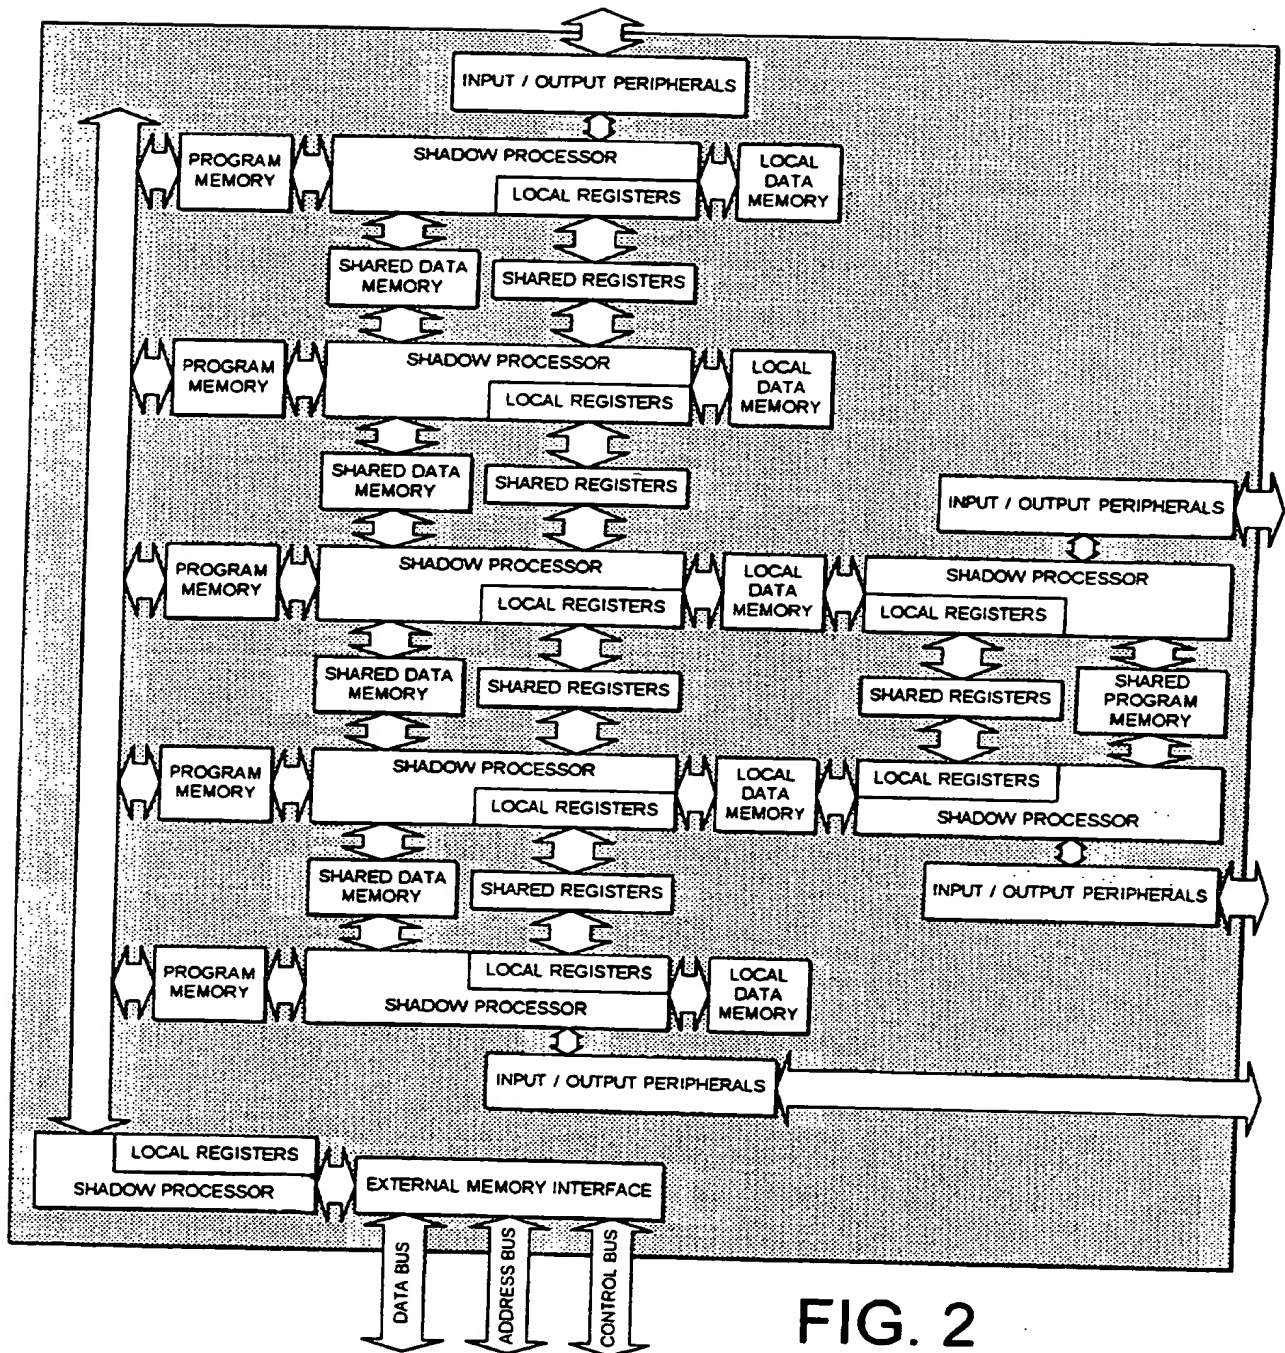 INPUT / OUTPUT PERIPHERALS
PROGRAM
MEMORY
SHADOW PROCESSOR
LOCAL REGISTERS
LOCAL
DATA
MEMORY
SHARED DATA
MEMORY
SHARED REGISTERS
PROGRAM
MEMORY
SHADOW PROCESSOR
LOCAL REGISTERS
LOCAL
DATA
MEMORY
SHARED DATA
MEMORY
SHARED REGISTERS
INPUT / OUTPUT PERIPHERALS
PROGRAM
MEMORY
SHADOW PROCESSOR
LOCAL REGISTERS
LOCAL
DATA
MEMORY
SHADOW PROCESSOR
LOCAL REGISTERS
SHARED DATA
MEMORY
SHARED REGISTERS
SHARED REGISTERS
SHARED
PROGRAM
MEMORY
PROGRAM
MEMORY
SHADOW PROCESSOR
LOCAL REGISTERS
LOCAL
DATA
MEMORY
LOCAL REGISTERS
SHADOW PROCESSOR
SHARED DATA
MEMORY
SHARED REGISTERS
INPUT / OUTPUT PERIPHERALS
PROGRAM
MEMORY
LOCAL REGISTERS
SHADOW PROCESSOR
LOCAL
DATA
MEMORY
INPUT / OUTPUT PERIPHERALS
LOCAL REGISTERS
SHADOW PROCESSOR
EXTERNAL MEMORY INTERFACE
DATA BUS
ADDRESS BUS
CONTROL BUS
FIG. 2